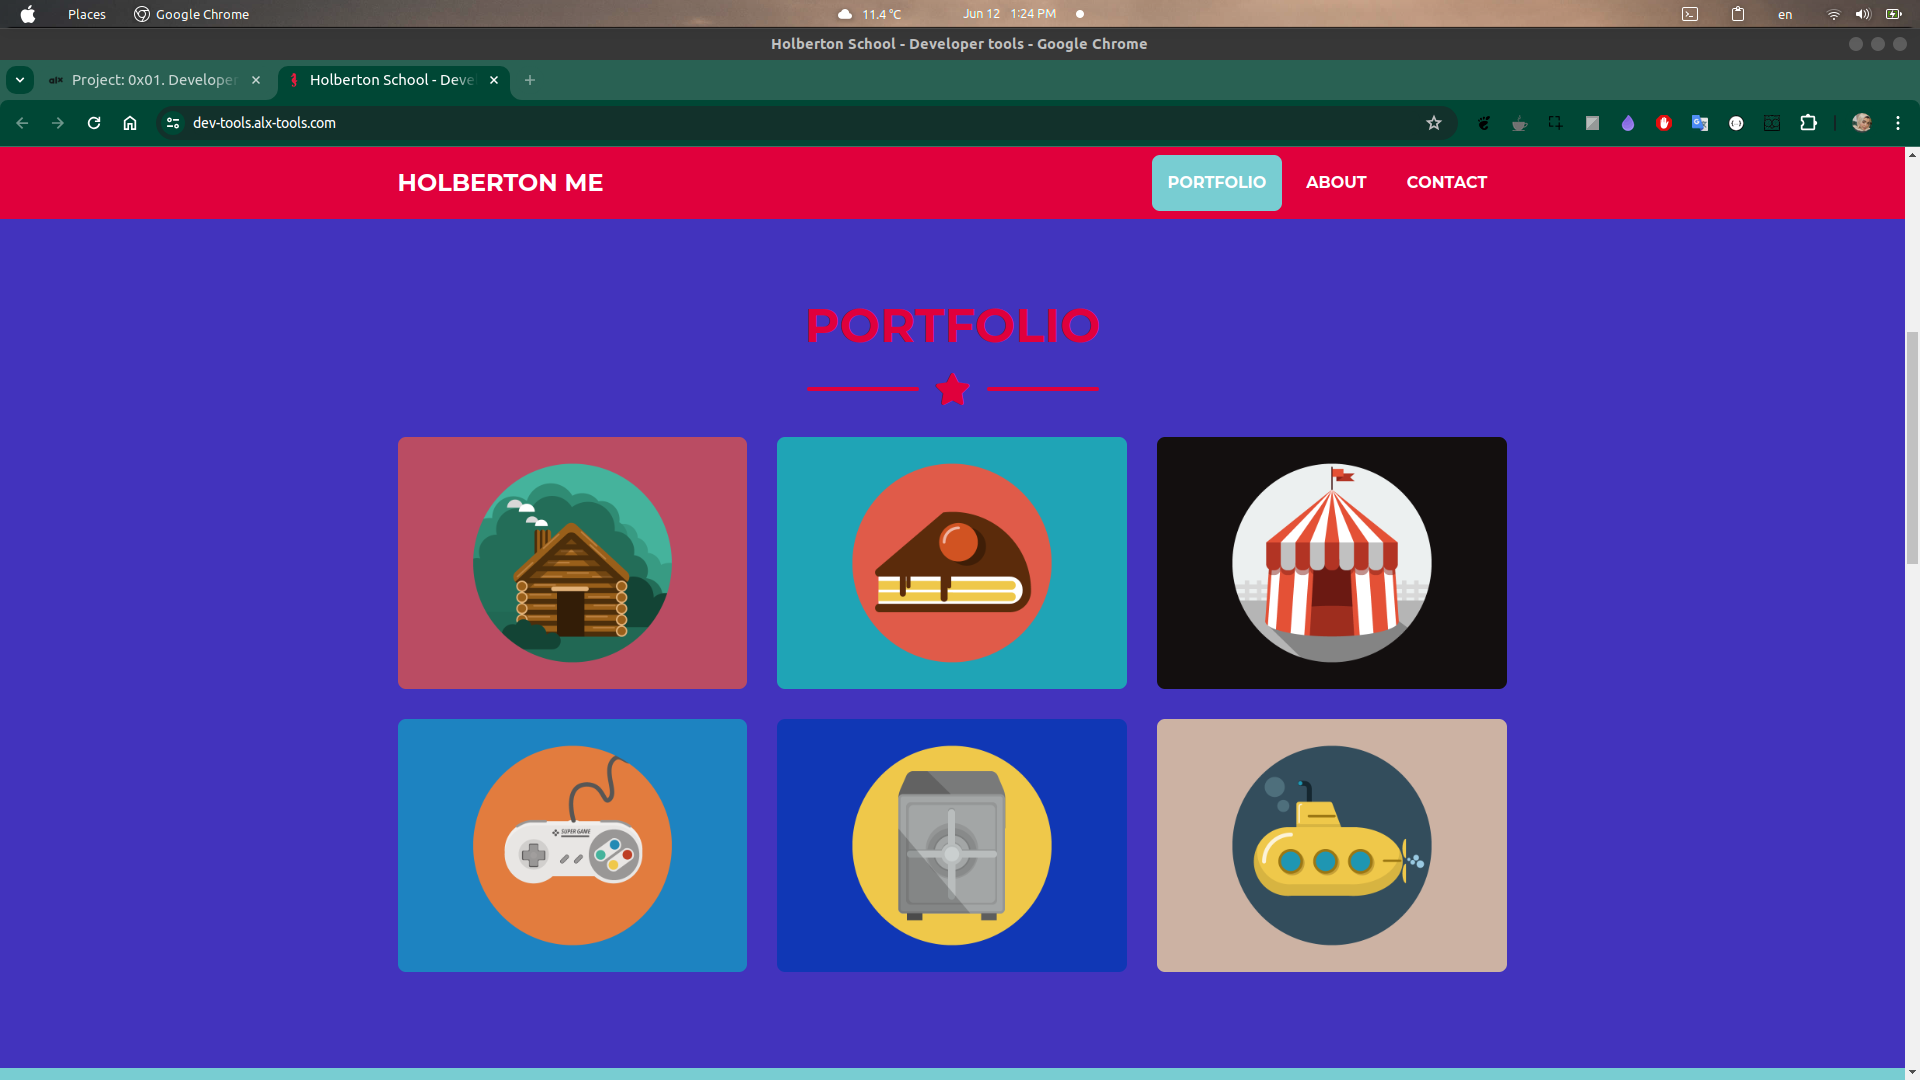 Places Google Chrome 11.4 °C Jun 12 1:24 PM en
Holberton School - Developer tools - Google Chrome
alx Project: 0x01. Developer Holberton School - Deve
dev-tools.alx-tools.com
HOLBERTON ME PORTFOLIO ABOUT CONTACT
PORTFOLIO
SUPER GAME